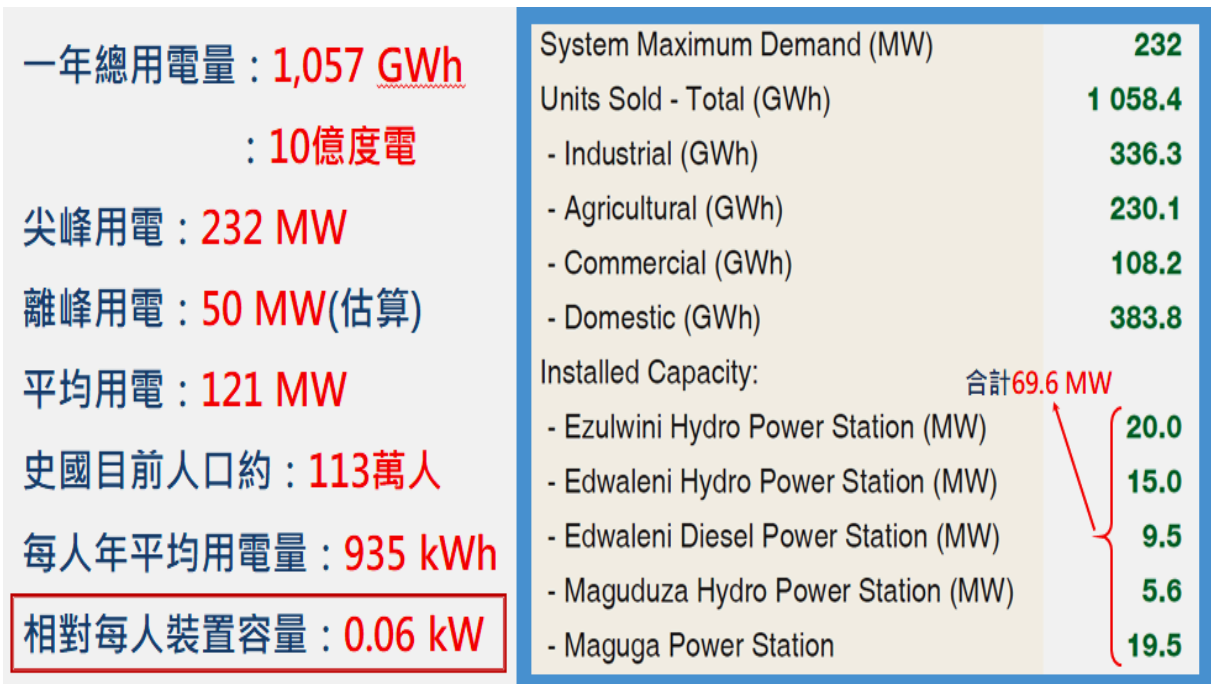 一年總用電量：1,057 GWh
：10億度電
尖峰用電：232 MW
離峰用電：50 MW(估算)
平均用電：121 MW
史國目前人口約：113萬人
每人年平均用電量：935 kWh
相對每人裝置容量：0.06 kW
System Maximum Demand (MW) 232
Units Sold - Total (GWh) 1 058.4
- Industrial (GWh) 336.3
- Agricultural (GWh) 230.1
- Commercial (GWh) 108.2
- Domestic (GWh) 383.8
Installed Capacity:
合計69.6 MW
- Ezulwini Hydro Power Station (MW) 20.0
- Edwaleni Hydro Power Station (MW) 15.0
- Edwaleni Diesel Power Station (MW) 9.5
- Maguduza Hydro Power Station (MW) 5.6
- Maguga Power Station 19.5